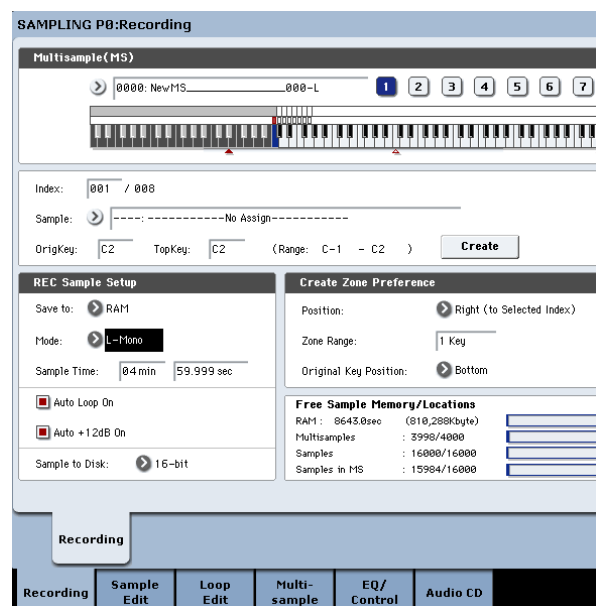 SAMPLING P0:Recording
Multisample(MS)
0000: NewMS_______________000-L 1 2 3 4 5 6 7
Index: 001 / 008
Sample: ----: -----------No Assign-----------
OrigKey: C2 TopKey: C2 (Range: C-1 - C2 ) Create
REC Sample Setup
Save to: RAM
Mode: L-Mono
Sample Time: 04 min 59.999 sec
Auto Loop On
Auto +12dB On
Sample to Disk: 16-bit
Create Zone Preference
Position: Right (to Selected Index)
Zone Range: 1 Key
Original Key Position: Bottom
Free Sample Memory/Locations
RAM : 8643.0sec (810,288Kbyte)
Multisamples : 3998/4000
Samples : 16000/16000
Samples in MS : 15984/16000
Recording
Recording Sample Edit Loop Edit Multi-sample EQ/Control Audio CD